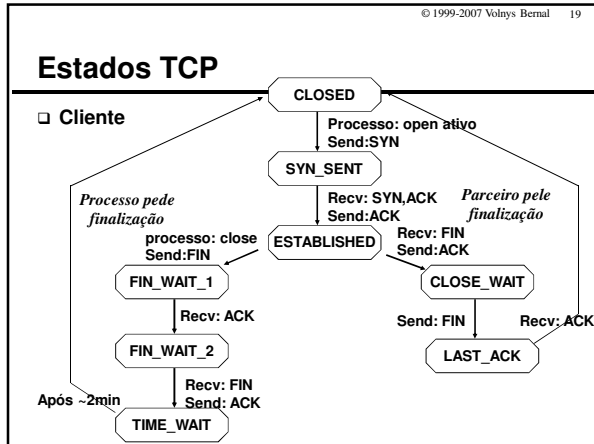 © 1999-2007 Volnys Bernal 19
Estados TCP
❑ Cliente
CLOSED
Processo: open ativo
Send:SYN
SYN_SENT
Recv: SYN,ACK
Send:ACK
Processo pede
finalização
Parceiro pele
finalização
ESTABLISHED
processo: close
Send:FIN
Recv: FIN
Send:ACK
FIN_WAIT_1
CLOSE_WAIT
Recv: ACK
Send: FIN
Recv: ACK
FIN_WAIT_2
LAST_ACK
Recv: FIN
Send: ACK
Após ~2min
TIME_WAIT